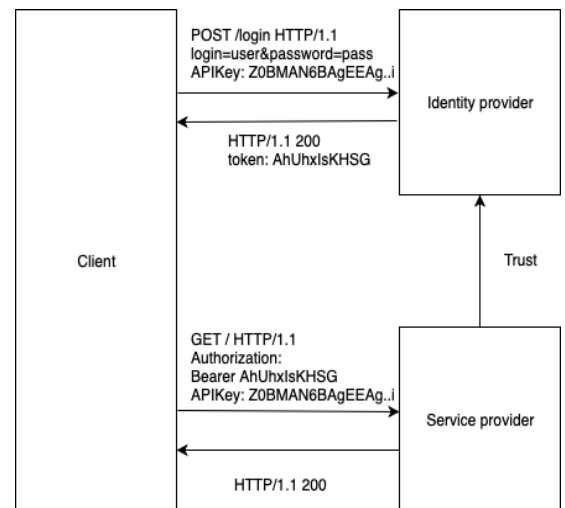 POST /login HTTP/1.1
login=user&password=pass
APIKey: Z0BMAN6BAgEEAg..i
Identity provider
HTTP/1.1 200
token: AhUhxIsKHSG
Client
Trust
GET / HTTP/1.1
Authorization:
Bearer AhUhxIsKHSG
APIKey: Z0BMAN6BAgEEAg..i
Service provider
HTTP/1.1 200